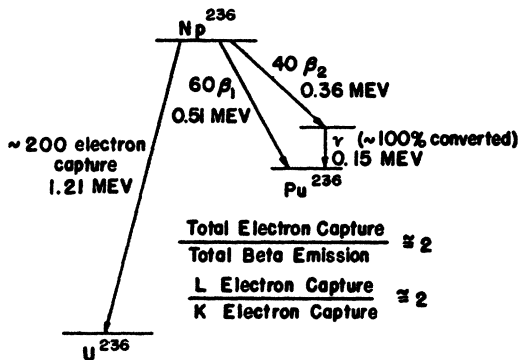 Np236
60 β1
0.51 MEV
40 β2
0.36 MEV
~200 electron
capture
1.21 MEV
γ (~100% converted)
0.15 MEV
Pu236
Total Electron Capture
Total Beta Emission
≅ 2
L Electron Capture
K Electron Capture
≅ 2
U236